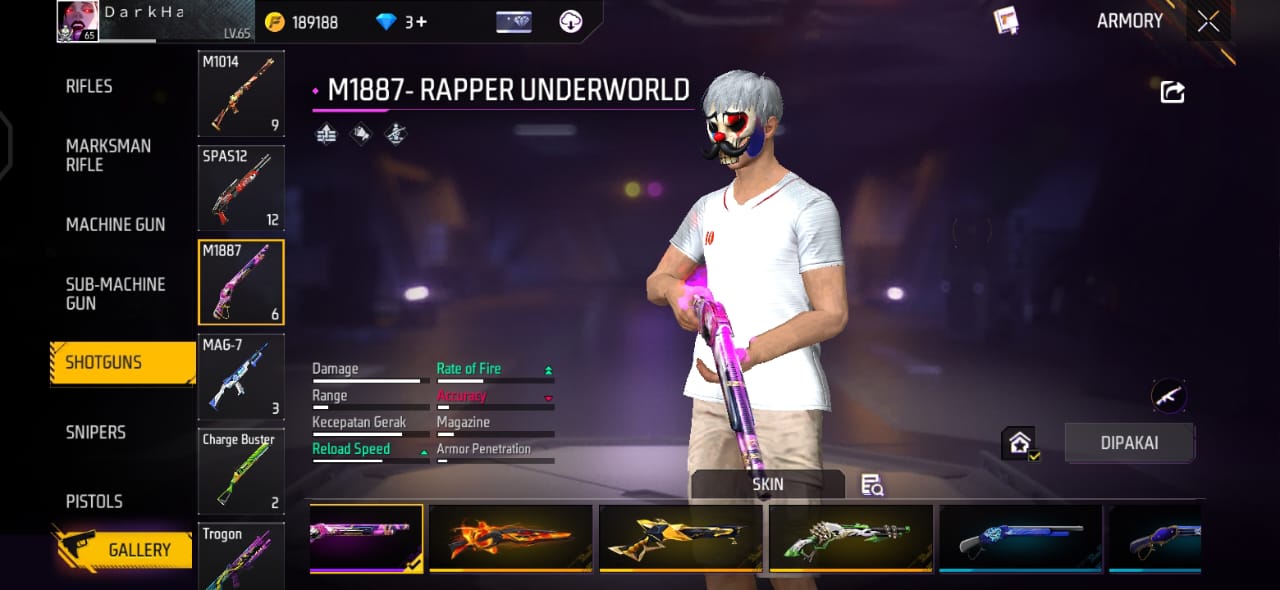 DarkHa
65
LV.65
189188
3+
ARMORY
RIFLES
MARKSMAN
RIFLE
MACHINE GUN
SUB-MACHINE
GUN
SHOTGUNS
SNIPERS
PISTOLS
GALLERY
M1014
9
SPAS12
12
M1887
6
MAG-7
3
Charge Buster
2
Trogon
M1887- RAPPER UNDERWORLD
Damage
Rate of Fire
Range
Accuracy
Kecepatan Gerak
Magazine
Reload Speed
Armor Penetration
DIPAKAI
SKIN